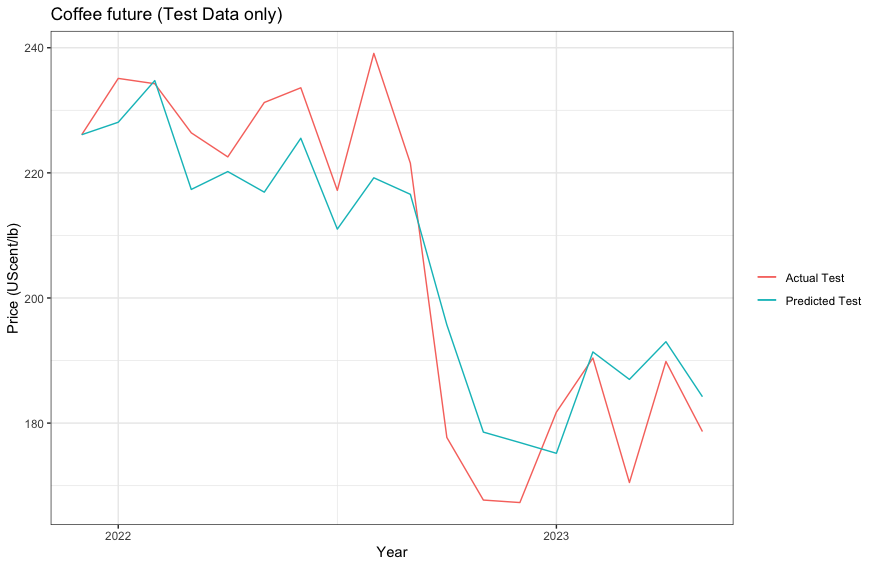 Coffee future (Test Data only)
240
220
200
180
Price (UScent/lb)
2022
2023
Year
Actual Test
Predicted Test